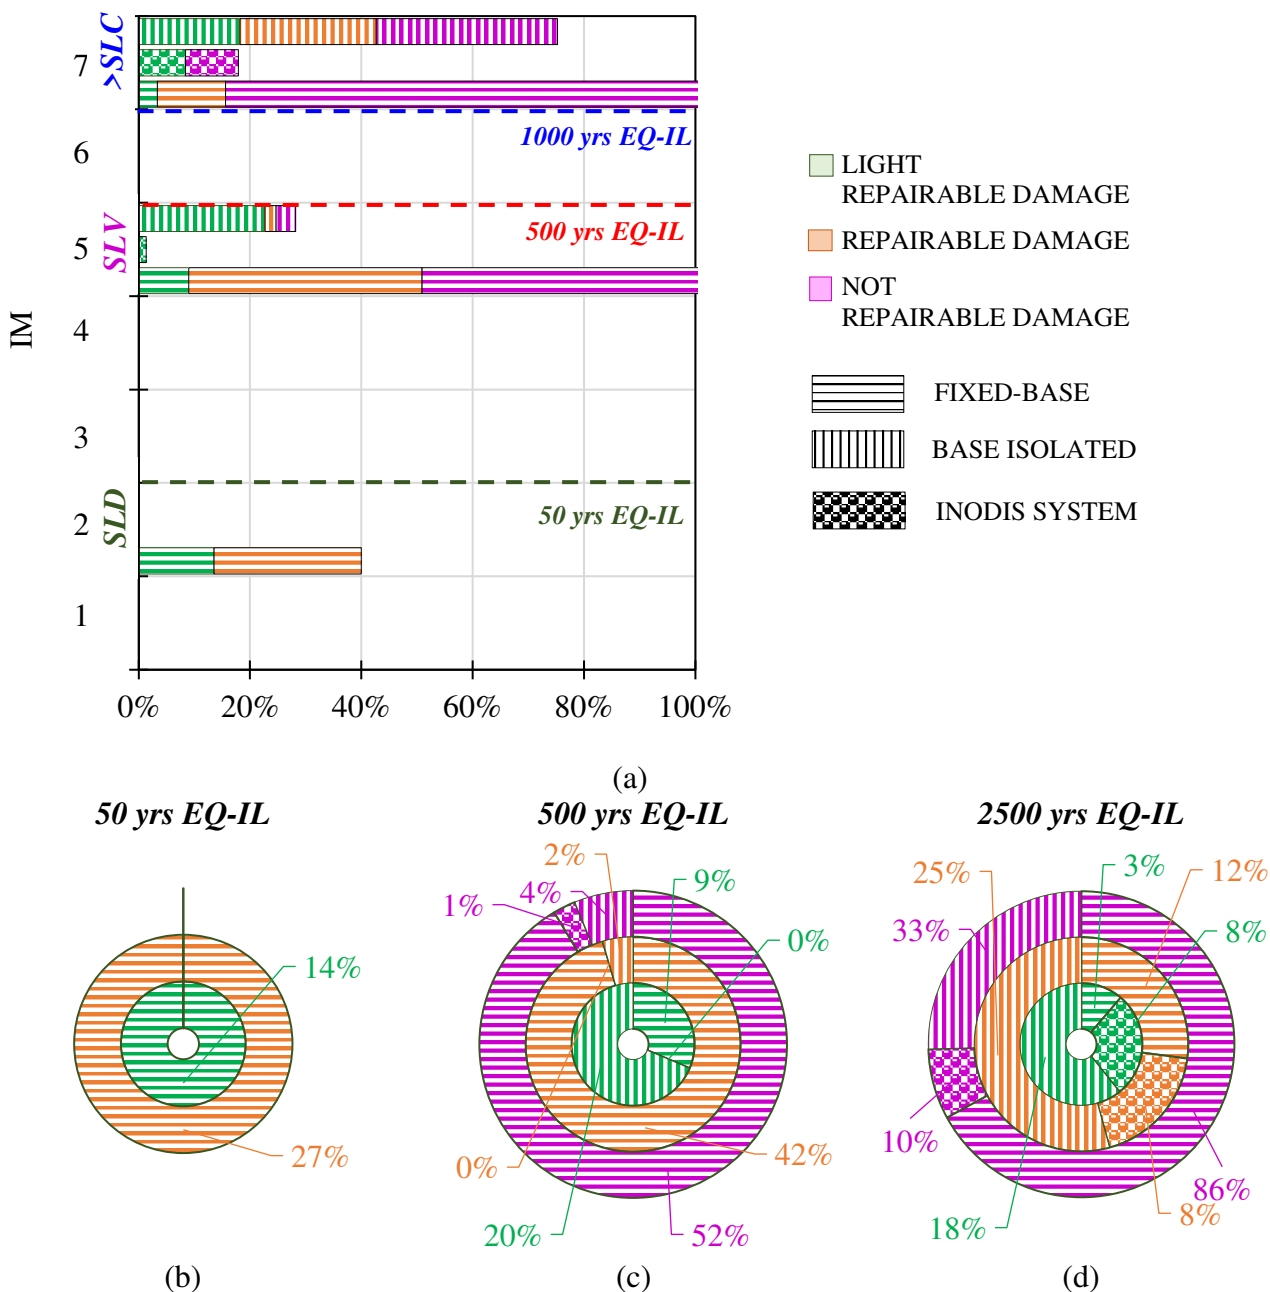 >SLC
7
6
1000 yrs EQ-IL
SLV
5
500 yrs EQ-IL
4
IM
3
SLD
2
50 yrs EQ-IL
1
0% 20% 40% 60% 80% 100%
LIGHT
REPAIRABLE DAMAGE
REPAIRABLE DAMAGE
NOT
REPAIRABLE DAMAGE
FIXED-BASE
BASE ISOLATED
INODIS SYSTEM
(a)
50 yrs EQ-IL
14%
27%
(b)
500 yrs EQ-IL
2%
9%
4%
1%
0%
0%
42%
20%
52%
(c)
2500 yrs EQ-IL
3%
12%
25%
33%
8%
10%
86%
8%
18%
(d)